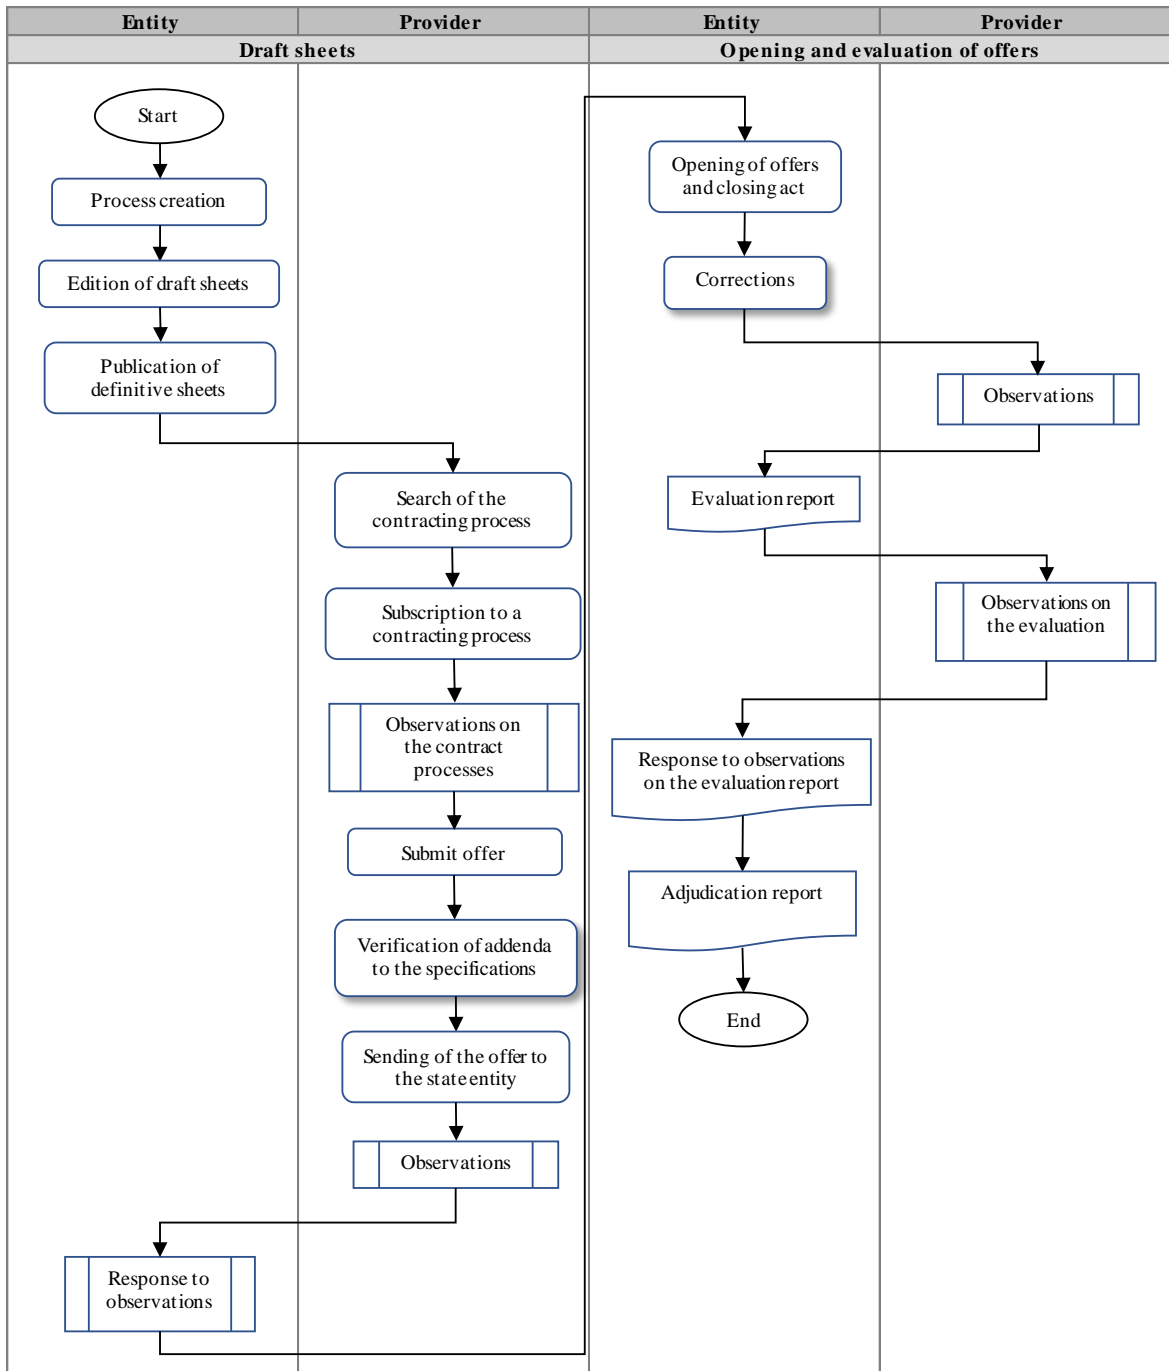 Entity
Provider
Entity
Provider
Draft sheets
Opening and evaluation of offers
Start
Process creation
Edition of draft sheets
Publication of
definitive sheets
Search of the
contracting process
Subscription to a
contracting process
Observations on
the contract
processes
Submit offer
Verification of addenda
to the specifications
Sending of the offer to
the state entity
Observations
Response to
observations
Opening of offers
and closing act
Corrections
Observations
Evaluation report
Observations on
the evaluation
Response to observations
on the evaluation report
Adjudication report
End